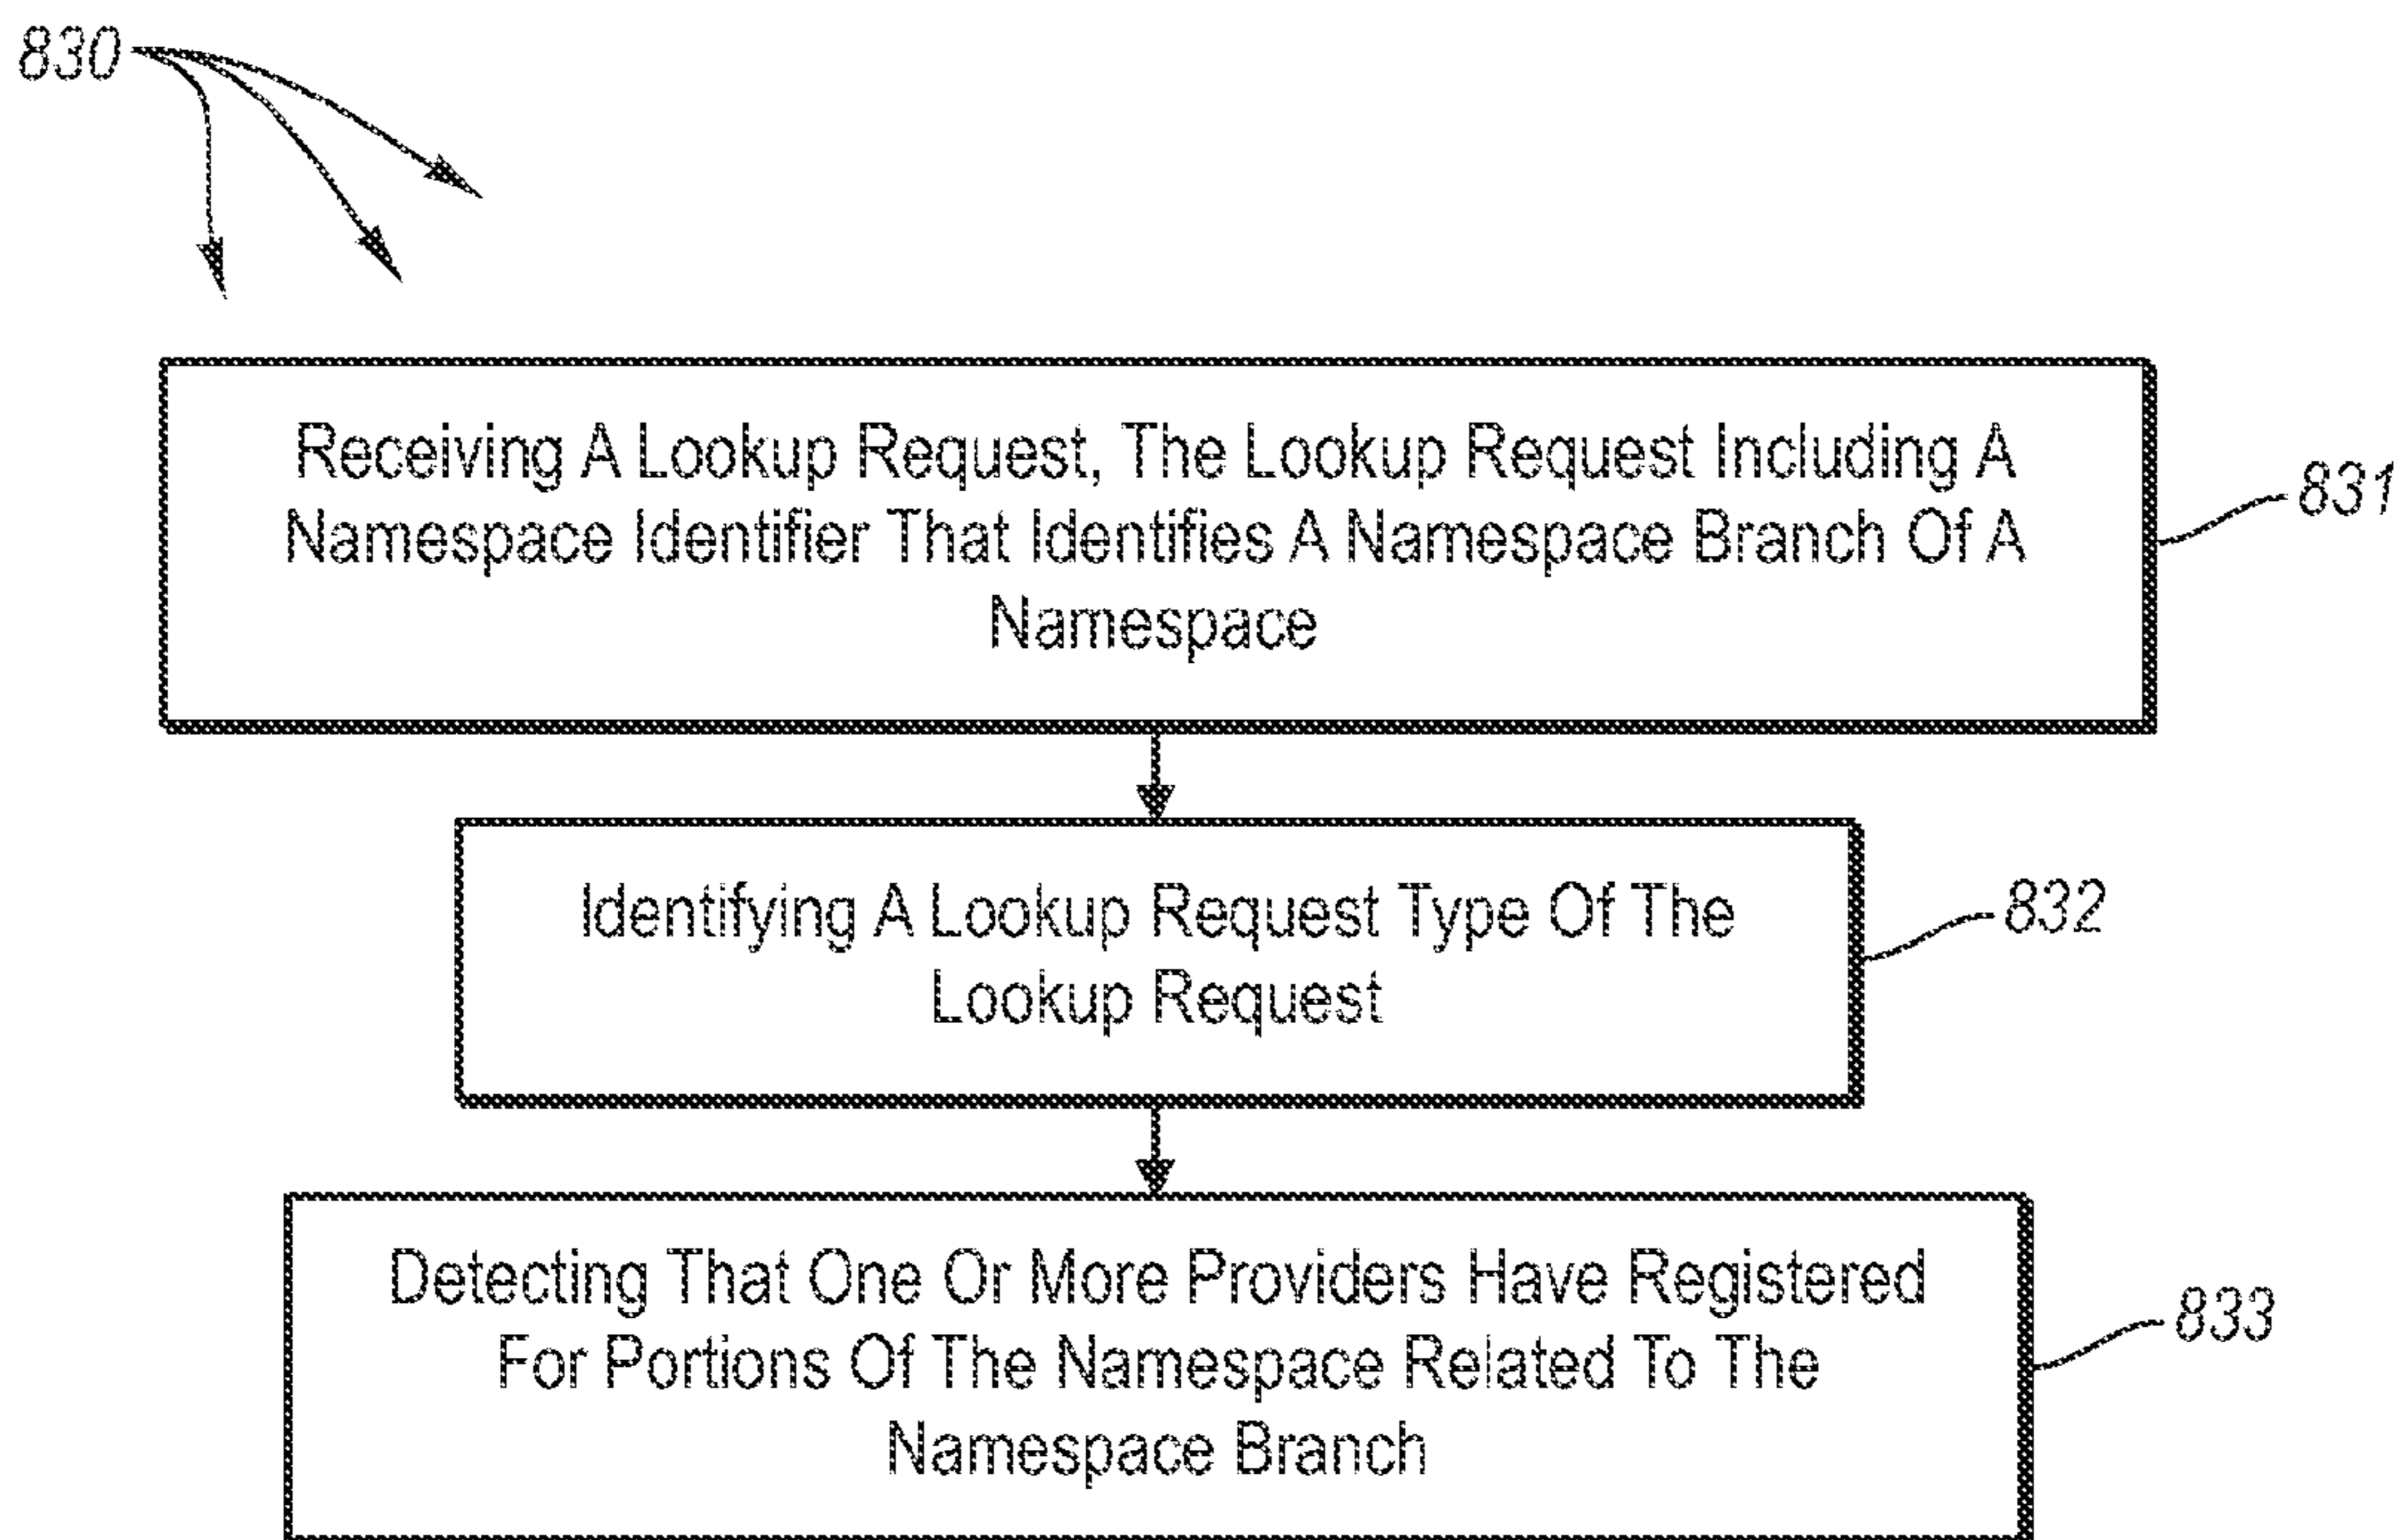 830
Receiving A Lookup Request, The Lookup Request Including A
Namespace Identifier That Identifies A Namespace Branch Of A
Namespace
831
Identifying A Lookup Request Type Of The
Lookup Request
832
Detecting That One Or More Providers Have Registered
For Portions Of The Namespace Related To The
Namespace Branch
833